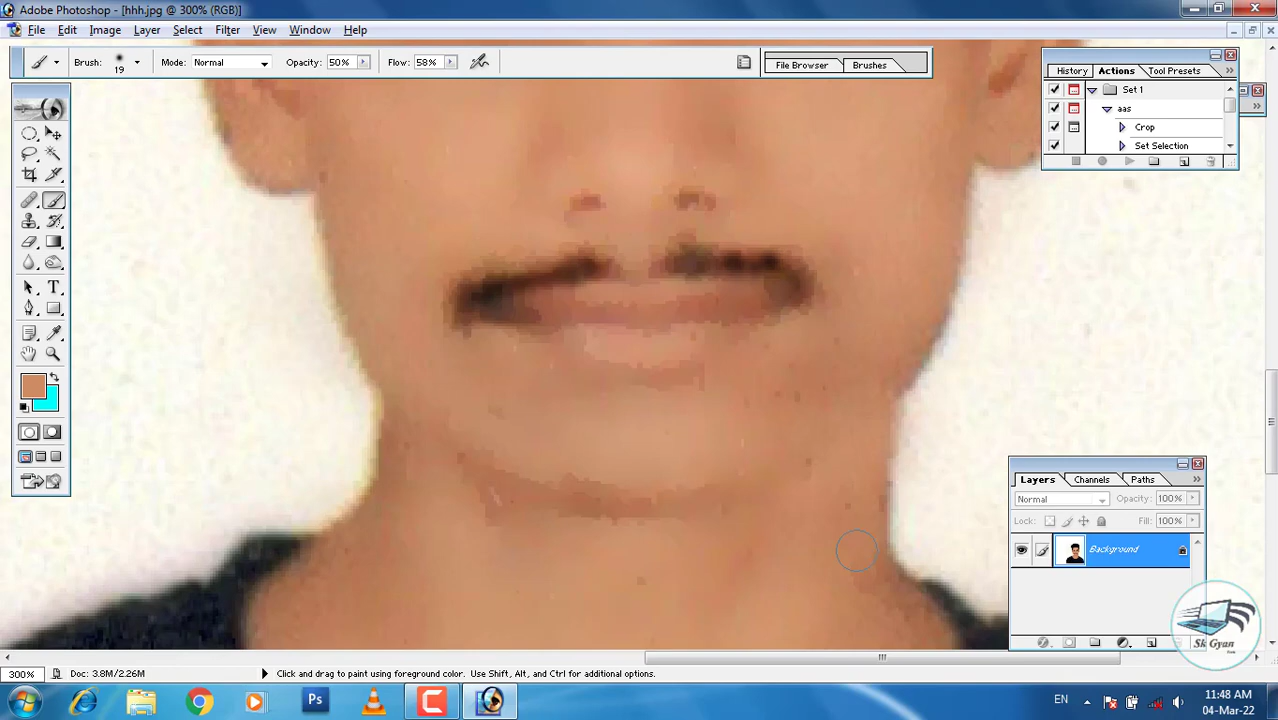 Adobe Photoshop - [hhh.jpg @ 300% (RGB)]
File Edit Image Layer Select Filter View Window Help
Brush: 19 Mode: Normal Opacity: 50% Flow: 58% File Browser Brushes
History Actions Tool Presets
Set 1
aas
Crop
Set Selection
Layers Channels Paths
Normal Opacity: 100%
Lock: Fill: 100%
Background
Sk Gyan
300% Doc: 3.8M/2.26M Click and drag to paint using foreground color. Use Shift, Alt, and Ctrl for additional options.
Ps EN 11:48 AM
04-Mar-22